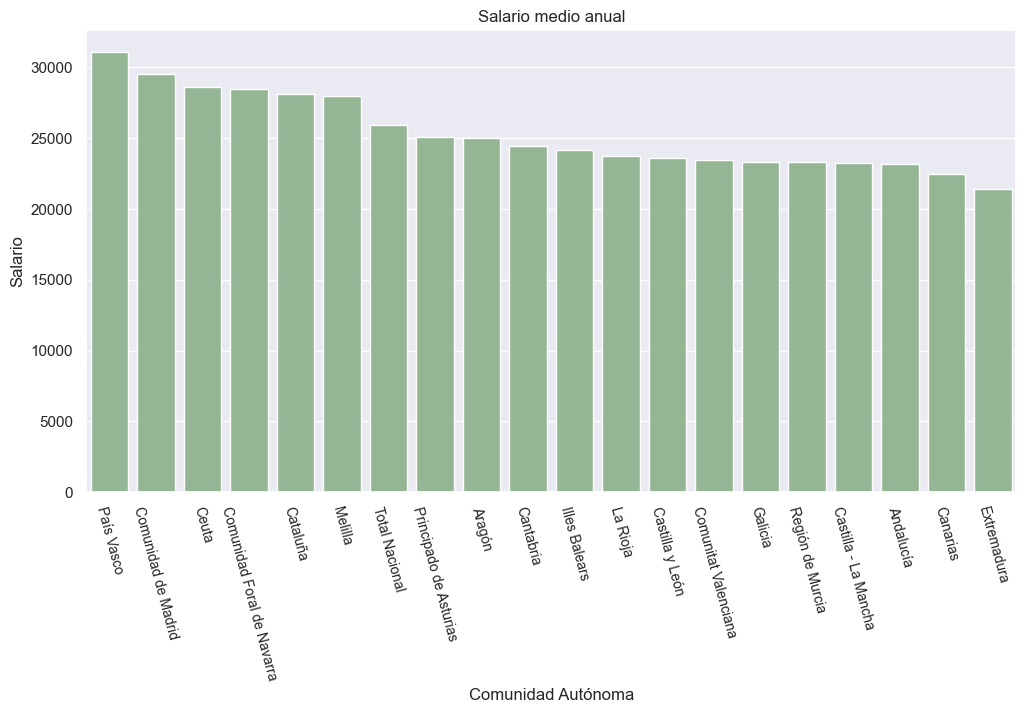 Salario medio anual
Salario
30000
25000
20000
15000
10000
5000
0
País Vasco
Comunidad de Madrid
Ceuta
Comunidad Foral de Navarra
Cataluña
Melilla
Total Nacional
Principado de Asturias
Aragón
Cantabria
Illes Balears
La Rioja
Castilla y León
Comunitat Valenciana
Galicia
Región de Murcia
Castilla - La Mancha
Andalucía
Canarias
Extremadura
Comunidad Autónoma